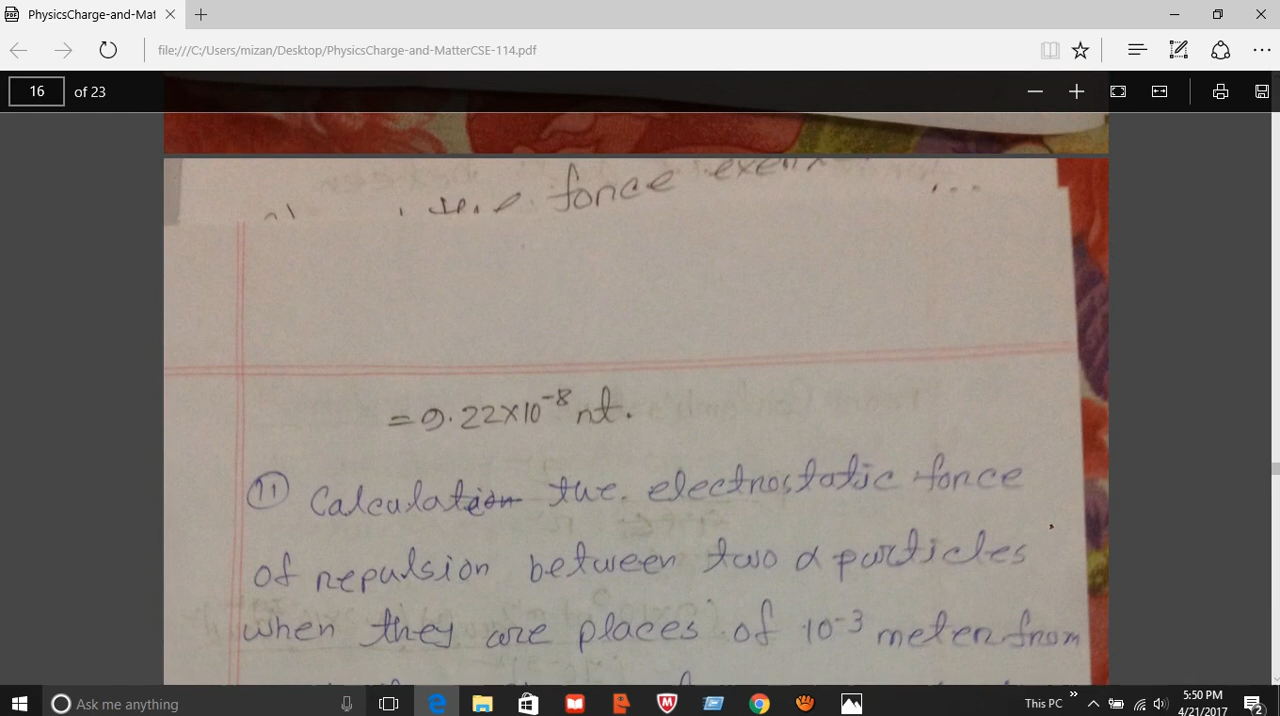 PhysicsCharge-and-Mat
file:///C:/Users/mizan/Desktop/PhysicsCharge-and-MatterCSE-114.pdf
16 of 23
force
= 9.22×10⁻⁸ nt.
⑪ Calculation the electrostatic force
of repulsion between two α particles
when they are places of 10⁻³ meter from
Ask me anything
This PC
5:50 PM
4/21/2017
2